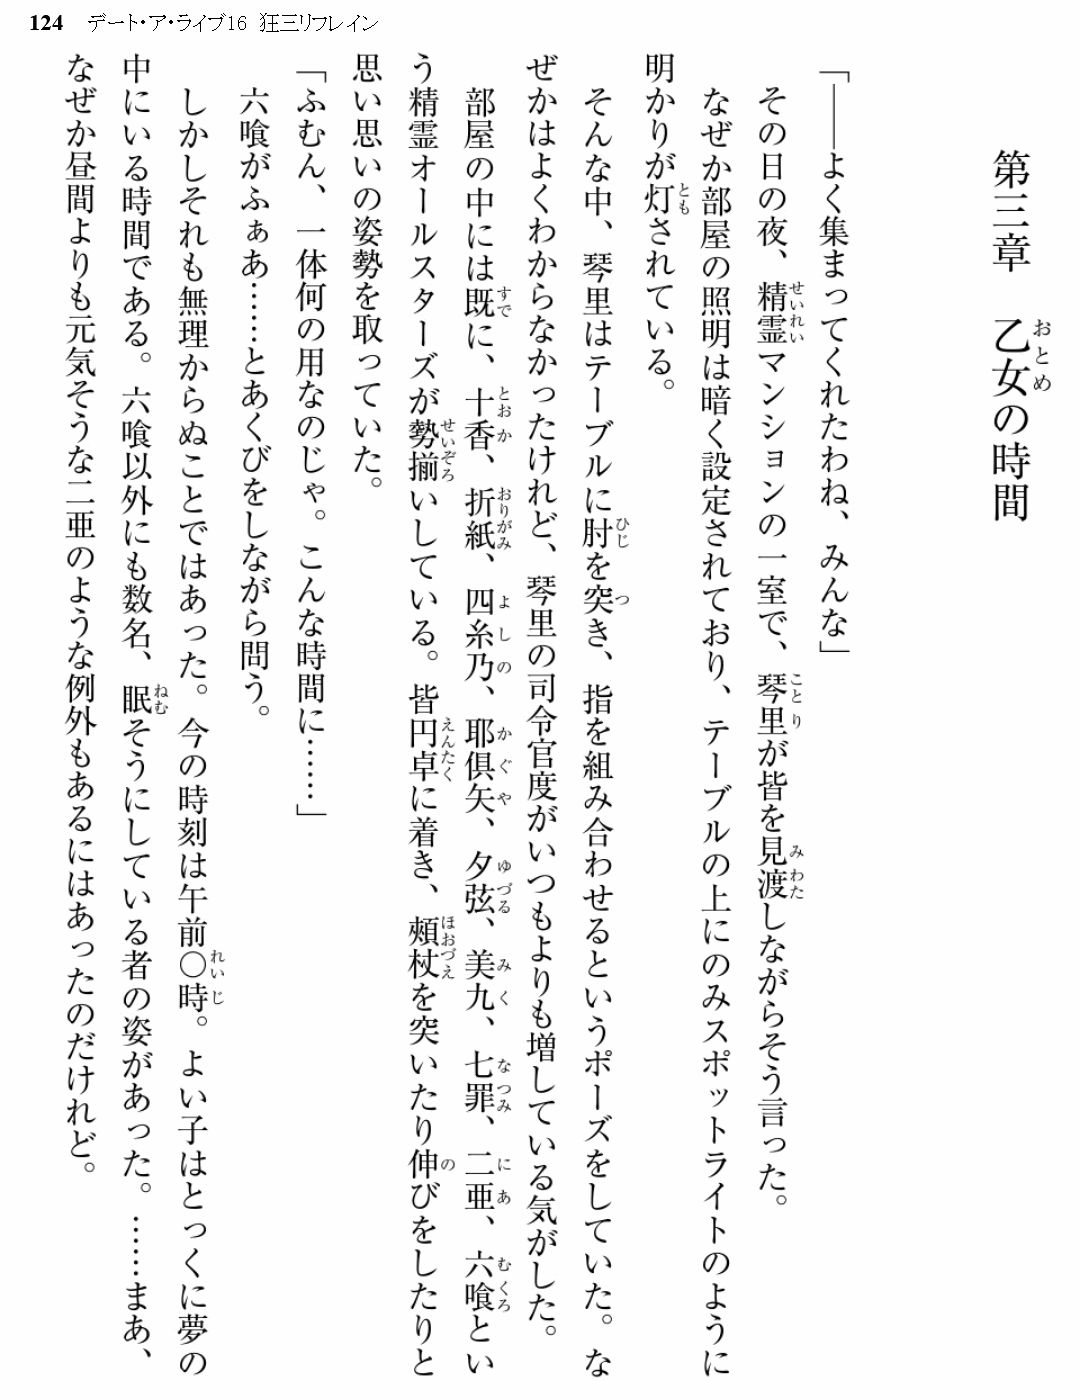 124 デート・ア・ライブ16 狂三リフレイン
第三章 乙女の時間
「――よく集まってくれたわね、みんな」
その日の夜、精霊マンションの一室で、琴里が皆を見渡しながらそう言った。
なぜか部屋の照明は暗く設定されており、テーブルの上にのみスポットライトのように
明かりが灯されている。
そんな中、琴里はテーブルに肘を突き、指を組み合わせるというポーズをしていた。な
ぜかはよくわからなかったけれど、琴里の司令官度がいつもよりも増している気がした。
部屋の中には既に、十香、折紙、四糸乃、耶倶矢、夕弦、美九、七罪、二亜、六喰とい
う精霊オールスターズが勢揃いしている。皆円卓に着き、頰杖を突いたり伸びをしたりと
思い思いの姿勢を取っていた。
「ふむん、一体何の用なのじゃ。こんな時間に……」
六喰がふぁあ……とあくびをしながら問う。
しかしそれも無理からぬことではあった。今の時刻は午前〇時。よい子はとっくに夢の
中にいる時間である。六喰以外にも数名、眠そうにしている者の姿があった。……まあ、
なぜか昼間よりも元気そうな二亜のような例外もあるにはあったのだけれど。